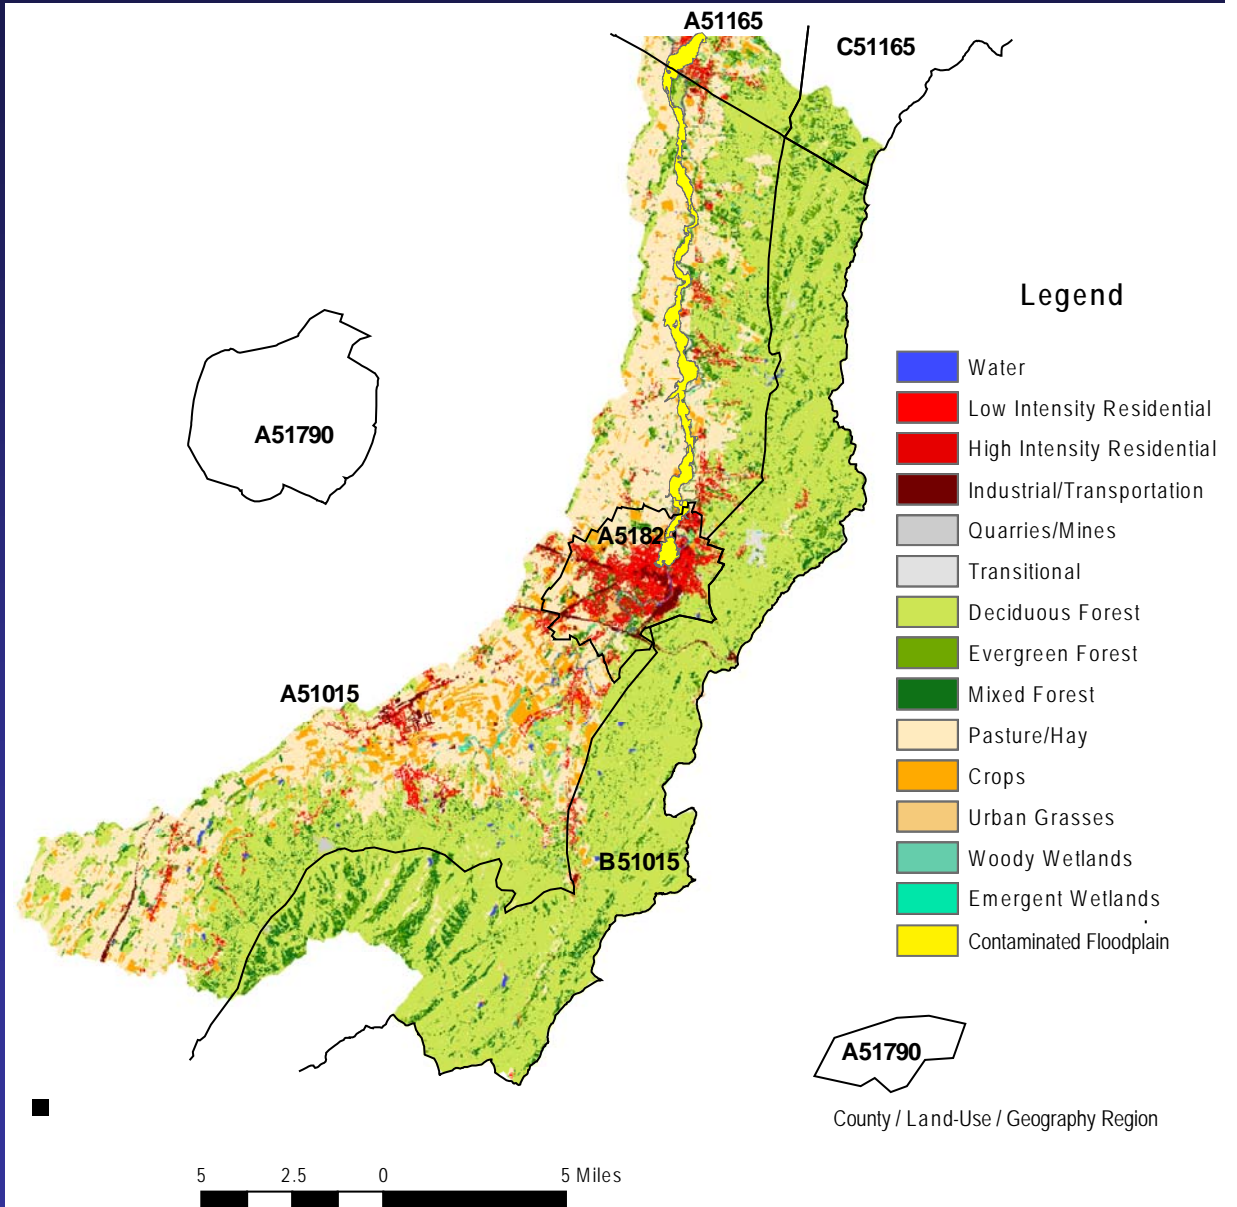 A51165
C51165
Legend
Water
Low Intensity Residential
A51790
High Intensity Residential
Industrial/Transportation
Quarries/Mines
A5182
Transitional
Deciduous Forest
Evergreen Forest
A51015
Mixed Forest
Pasture/Hay
Crops
Urban Grasses
B51015
Woody Wetlands
Emergent Wetlands
Contaminated Floodplain
A51790
County / Land-Use / Geography Region
5 2.5 0 5 Miles